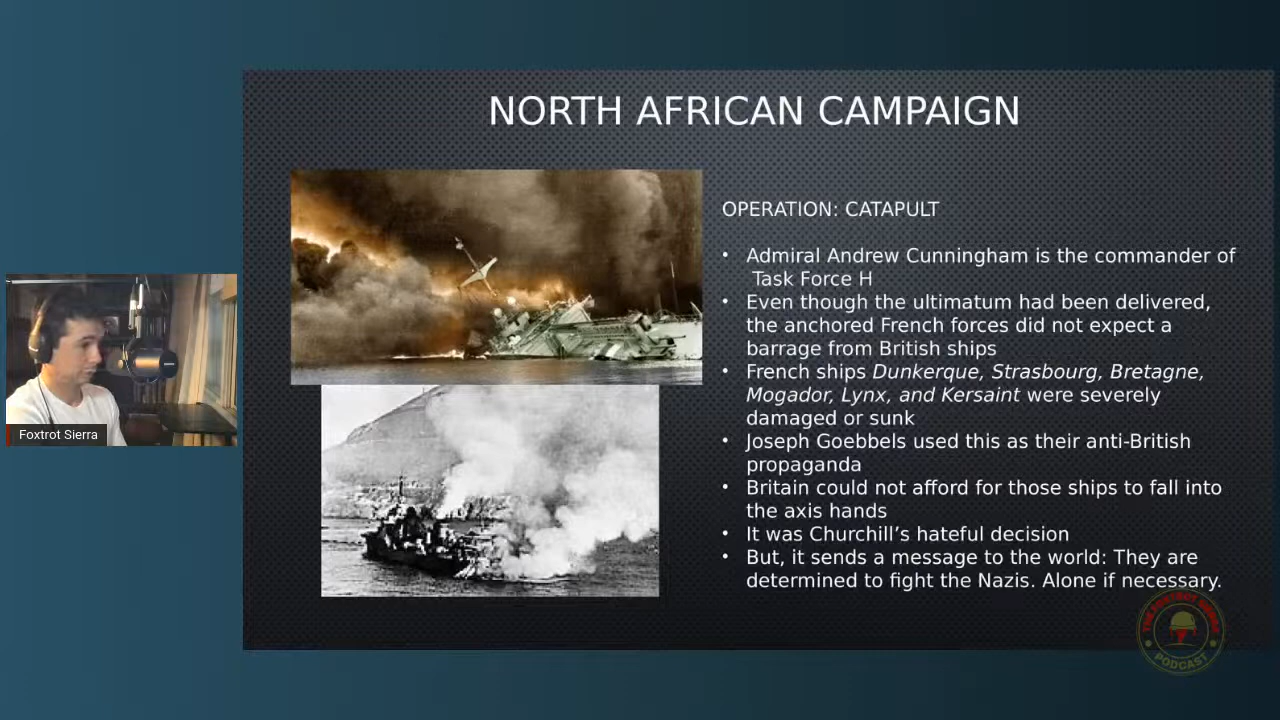 NORTH AFRICAN CAMPAIGN
OPERATION: CATAPULT
• Admiral Andrew Cunningham is the commander of
Task Force H
• Even though the ultimatum had been delivered,
the anchored French forces did not expect a
barrage from British ships
• French ships Dunkerque, Strasbourg, Bretagne,
Mogador, Lynx, and Kersaint were severely
damaged or sunk
• Joseph Goebbels used this as their anti-British
propaganda
• Britain could not afford for those ships to fall into
the axis hands
• It was Churchill’s hateful decision
• But, it sends a message to the world: They are
determined to fight the Nazis. Alone if necessary.
Foxtrot Sierra
PODCAST